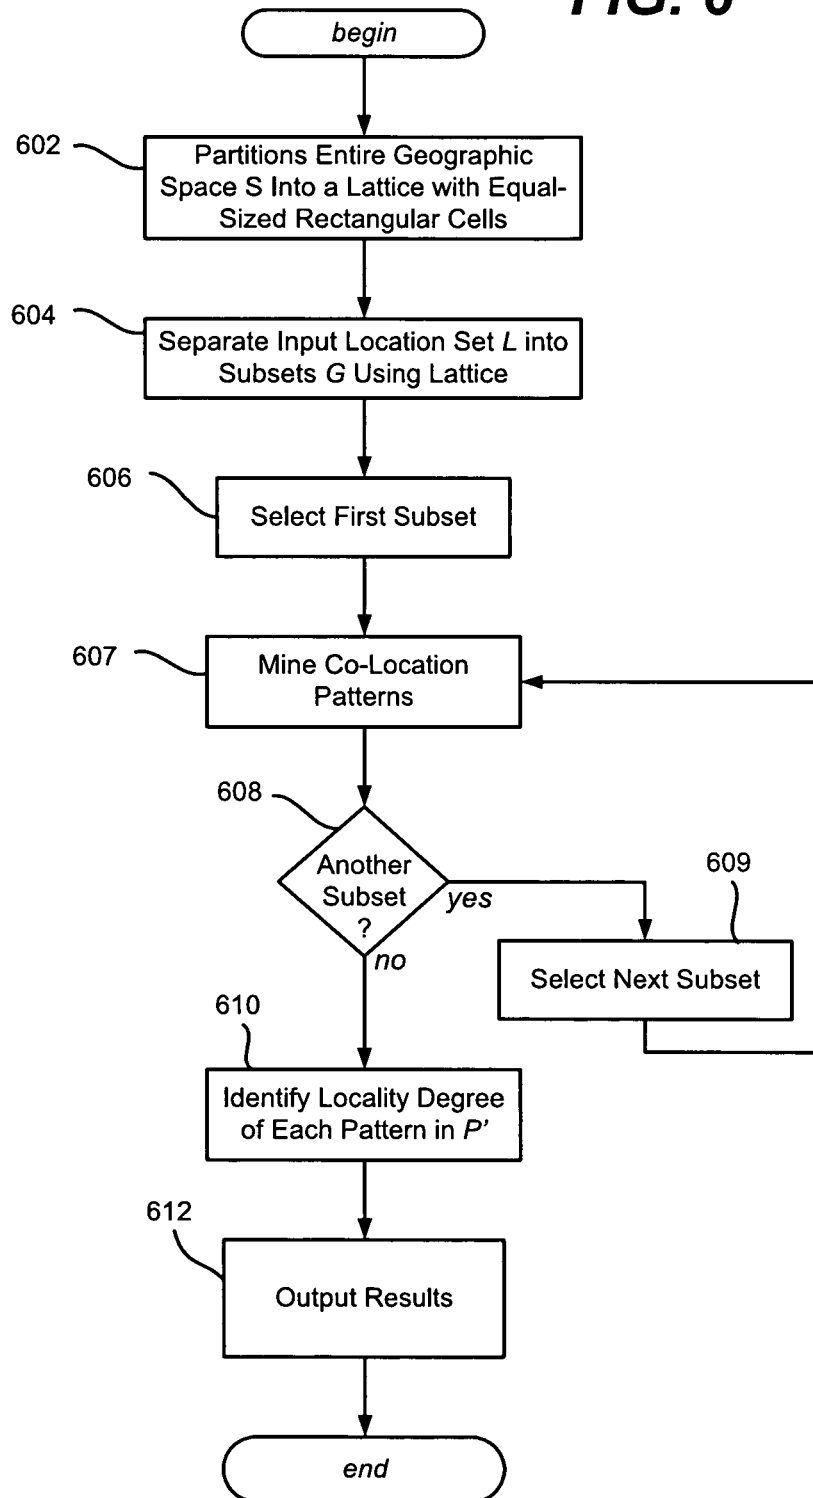 FIG. 6
begin
602
Partitions Entire Geographic
Space S Into a Lattice with Equal-
Sized Rectangular Cells
604
Separate Input Location Set L into
Subsets G Using Lattice
606
Select First Subset
607
Mine Co-Location
Patterns
608
Another
Subset
?
yes
no
609
Select Next Subset
610
Identify Locality Degree
of Each Pattern in P'
612
Output Results
end